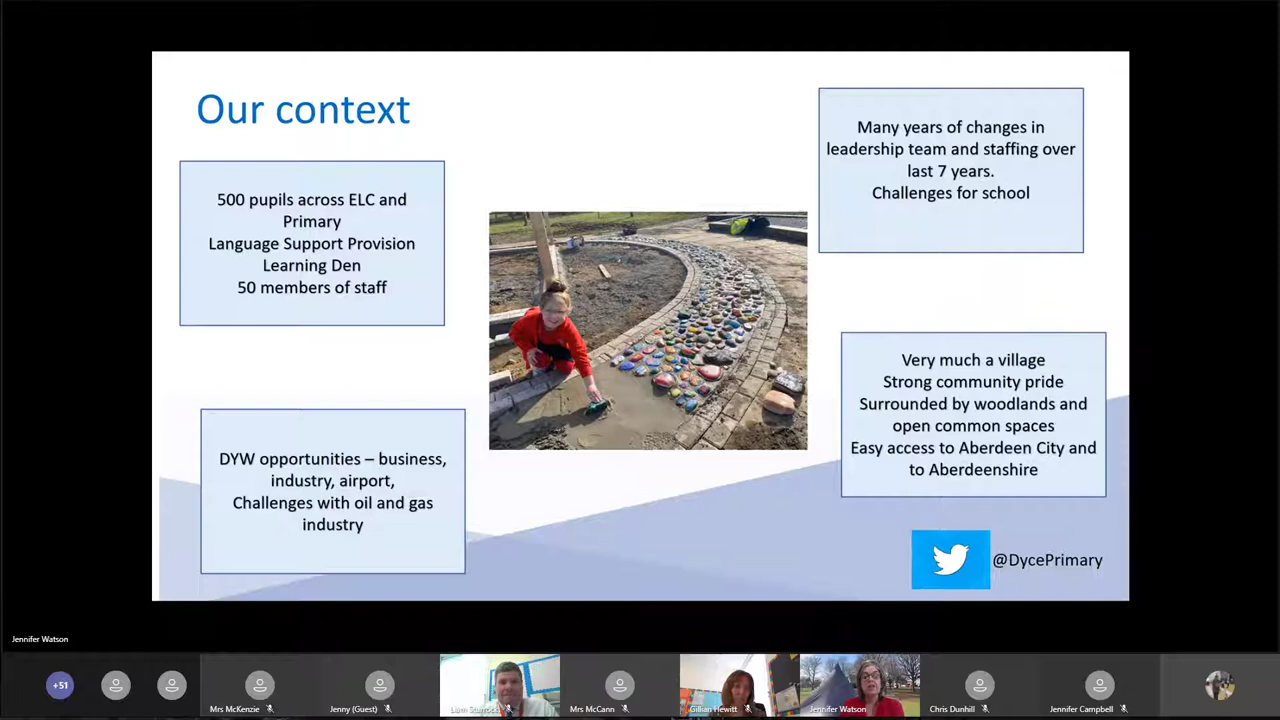 Our context
500 pupils across ELC and
Primary
Language Support Provision
Learning Den
50 members of staff
Many years of changes in
leadership team and staffing over
last 7 years.
Challenges for school
DYW opportunities – business,
industry, airport,
Challenges with oil and gas
industry
Very much a village
Strong community pride
Surrounded by woodlands and
open common spaces
Easy access to Aberdeen City and
to Aberdeenshire
@DycePrimary
Jennifer Watson
+51
Mrs McKenzie
Jenny (Guest)
Liam Sturrock
Mrs McCann
Gillian Hewitt
Jennifer Watson
Chris Dunhill
Jennifer Campbell